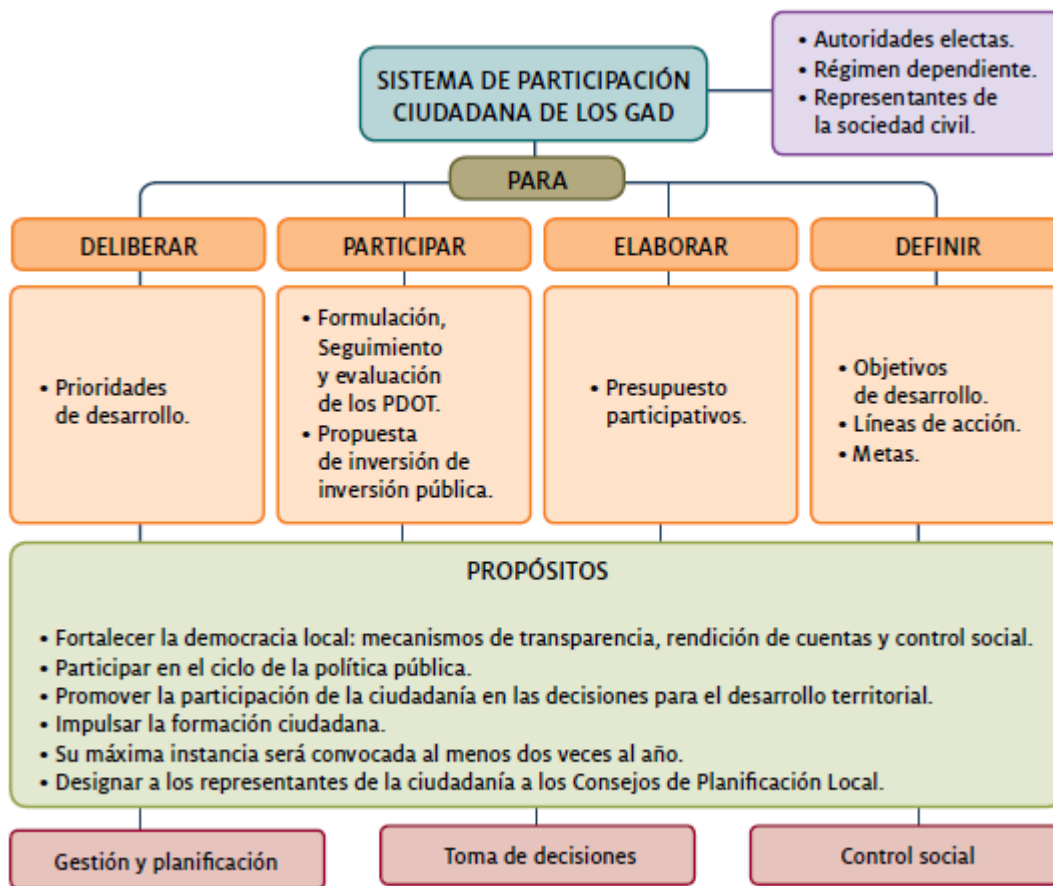 SISTEMA DE PARTICIPACIÓN
CIUDADANA DE LOS GAD
• Autoridades electas.
• Régimen dependiente.
• Representantes de
la sociedad civil.
PARA
DELIBERAR
PARTICIPAR
ELABORAR
DEFINIR
• Prioridades
de desarrollo.
• Formulación,
Seguimiento
y evaluación
de los PDOT.
• Propuesta
de inversión de
inversión pública.
• Presupuesto
participativos.
• Objetivos
de desarrollo.
• Líneas de acción.
• Metas.
PROPÓSITOS
• Fortalecer la democracia local: mecanismos de transparencia, rendición de cuentas y control social.
• Participar en el ciclo de la política pública.
• Promover la participación de la ciudadanía en las decisiones para el desarrollo territorial.
• Impulsar la formación ciudadana.
• Su máxima instancia será convocada al menos dos veces al año.
• Designar a los representantes de la ciudadanía a los Consejos de Planificación Local.
Gestión y planificación
Toma de decisiones
Control social